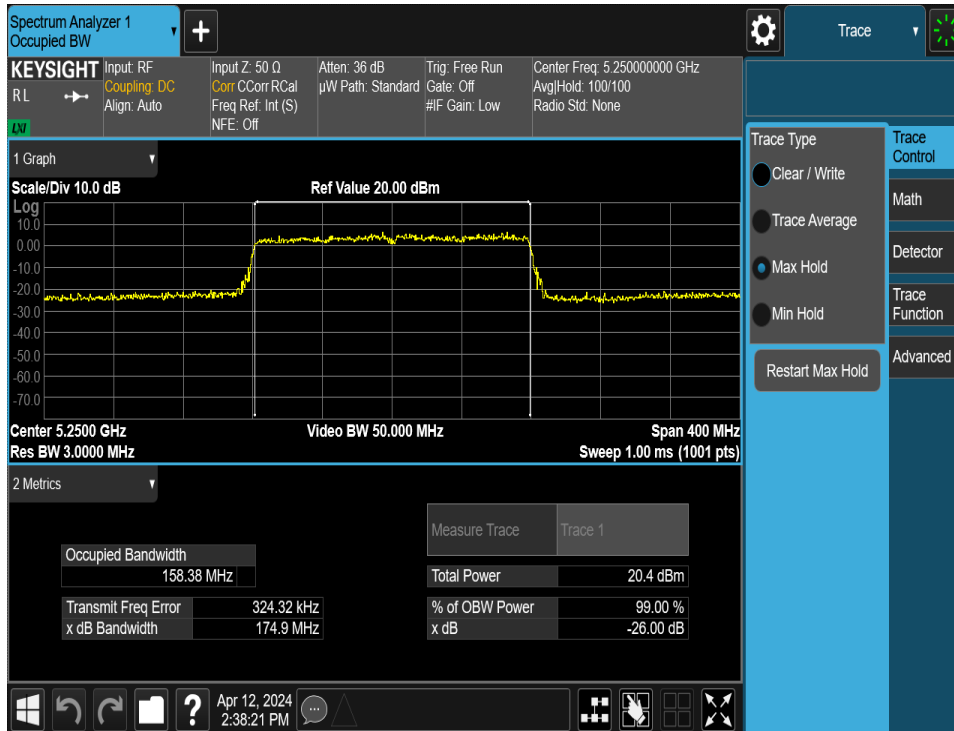 Spectrum Analyzer 1
Occupied BW
+
Trace
KEYSIGHT
R L
LXI
Input: RF
Coupling: DC
Align: Auto
Input Z: 50 Ω
Corr CCorr RCal
Freq Ref: Int (S)
NFE: Off
Atten: 36 dB
µW Path: Standard
Trig: Free Run
Gate: Off
#IF Gain: Low
Center Freq: 5.250000000 GHz
Avg|Hold: 100/100
Radio Std: None
1 Graph
Scale/Div 10.0 dB
Ref Value 20.00 dBm
Log
10.0
0.00
-10.0
-20.0
-30.0
-40.0
-50.0
-60.0
-70.0
Center 5.2500 GHz
Video BW 50.000 MHz
Span 400 MHz
Res BW 3.0000 MHz
Sweep 1.00 ms (1001 pts)
2 Metrics
Measure Trace
Trace 1
Occupied Bandwidth
158.38 MHz
Total Power
20.4 dBm
Transmit Freq Error
324.32 kHz
% of OBW Power
99.00 %
x dB Bandwidth
174.9 MHz
x dB
-26.00 dB
Trace Type
Clear / Write
Trace Average
Max Hold
Min Hold
Restart Max Hold
Trace
Control
Math
Detector
Trace
Function
Advanced
?
Apr 12, 2024
2:38:21 PM